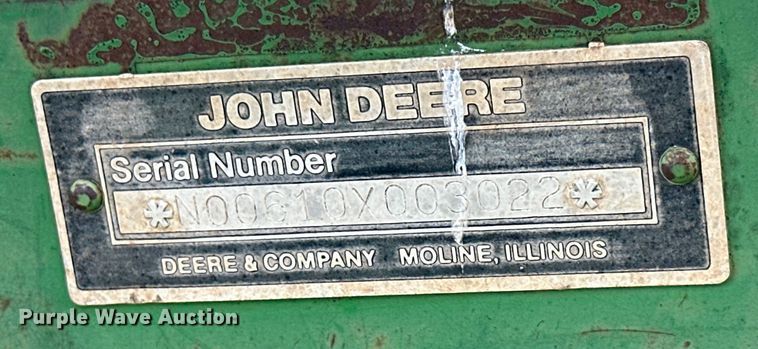 JOHN DEERE
Serial Number
*N00610X003022*
DEERE & COMPANY MOLINE, ILLINOIS
Purple Wave Auction